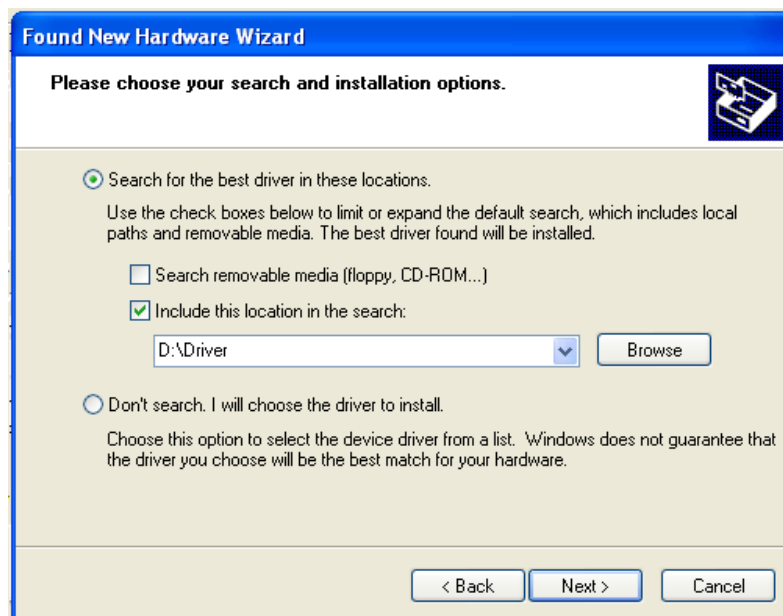 Found New Hardware Wizard
Please choose your search and installation options.
Search for the best driver in these locations.
Use the check boxes below to limit or expand the default search, which includes local
paths and removable media. The best driver found will be installed.
Search removable media (floppy, CD-ROM...)
Include this location in the search:
D:\Driver
Browse
Don't search. I will choose the driver to install.
Choose this option to select the device driver from a list. Windows does not guarantee that
the driver you choose will be the best match for your hardware.
< Back Next > Cancel